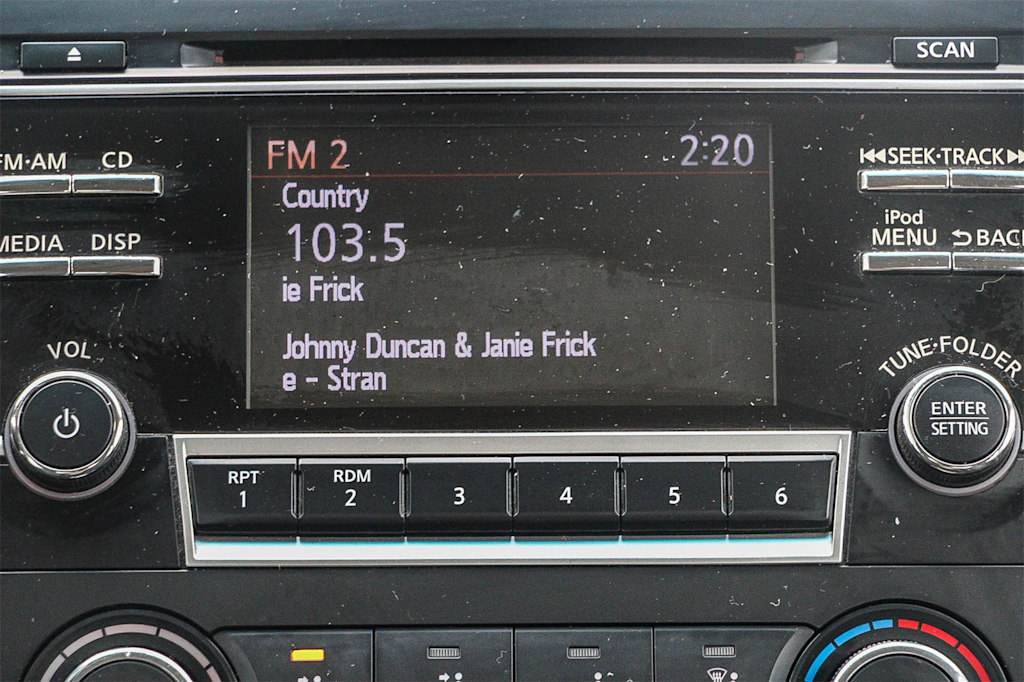 SCAN
FM·AM CD
FM 2 2:20
SEEK·TRACK
Country
103.5
ie Frick
MEDIA DISP
iPod
MENU BACK
Johnny Duncan & Janie Frick
e - Stran
VOL
TUNE·FOLDER
ENTER
SETTING
RPT RDM
1 2 3 4 5 6